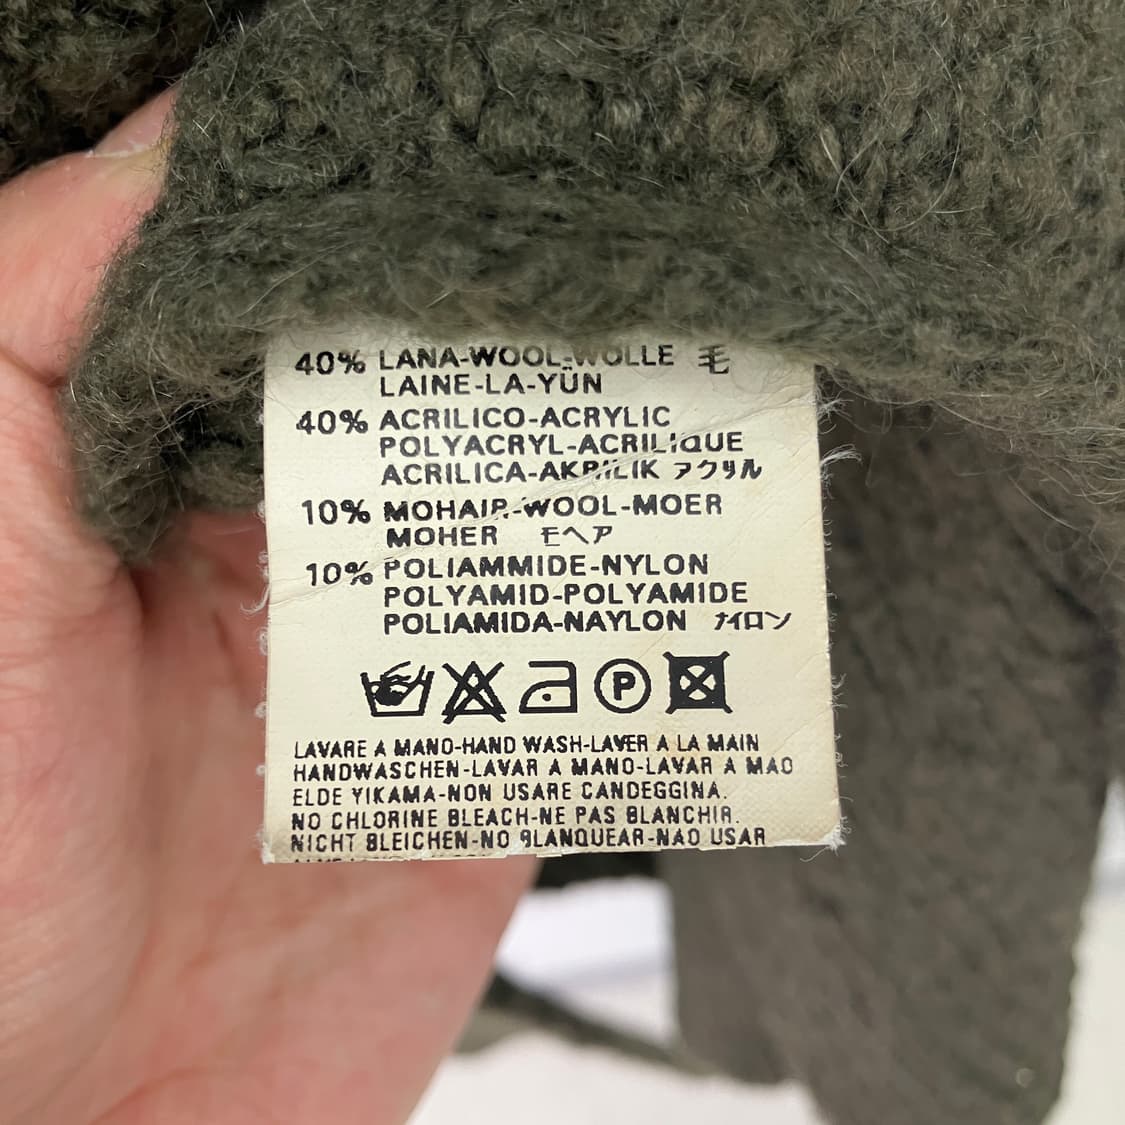 40% LANA-WOOL-WOLLE 毛
LAINE-LA-YÜN
40% ACRILICO-ACRYLIC
POLYACRYL-ACRILIQUE
ACRILICA-AKRILIK アクリル
10% MOHAIR-WOOL-MOER
MOHER モヘア
10% POLIAMMIDE-NYLON
POLYAMID-POLYAMIDE
POLIAMIDA-NAYLON ナイロン
P
LAVARE A MANO-HAND WASH-LAVER A LA MAIN
HANDWASCHEN-LAVAR A MANO-LAVAR A MAO
ELDE YIKAMA-NON USARE CANDEGGINA.
NO CHLORINE BLEACH-NE PAS BLANCHIR.
NICHT BLEICHEN-NO BLANQUEAR-NAO USAR